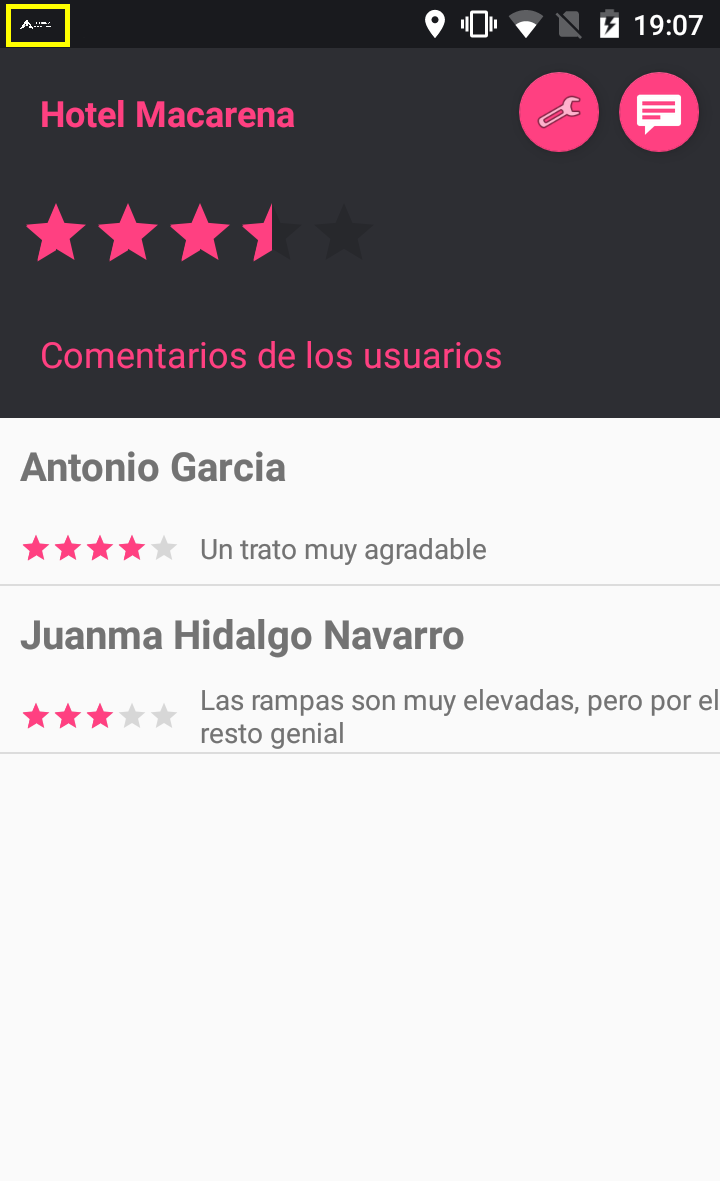 19:07
Hotel Macarena
Comentarios de los usuarios
Antonio Garcia
Un trato muy agradable
Juanma Hidalgo Navarro
Las rampas son muy elevadas, pero por el
resto genial